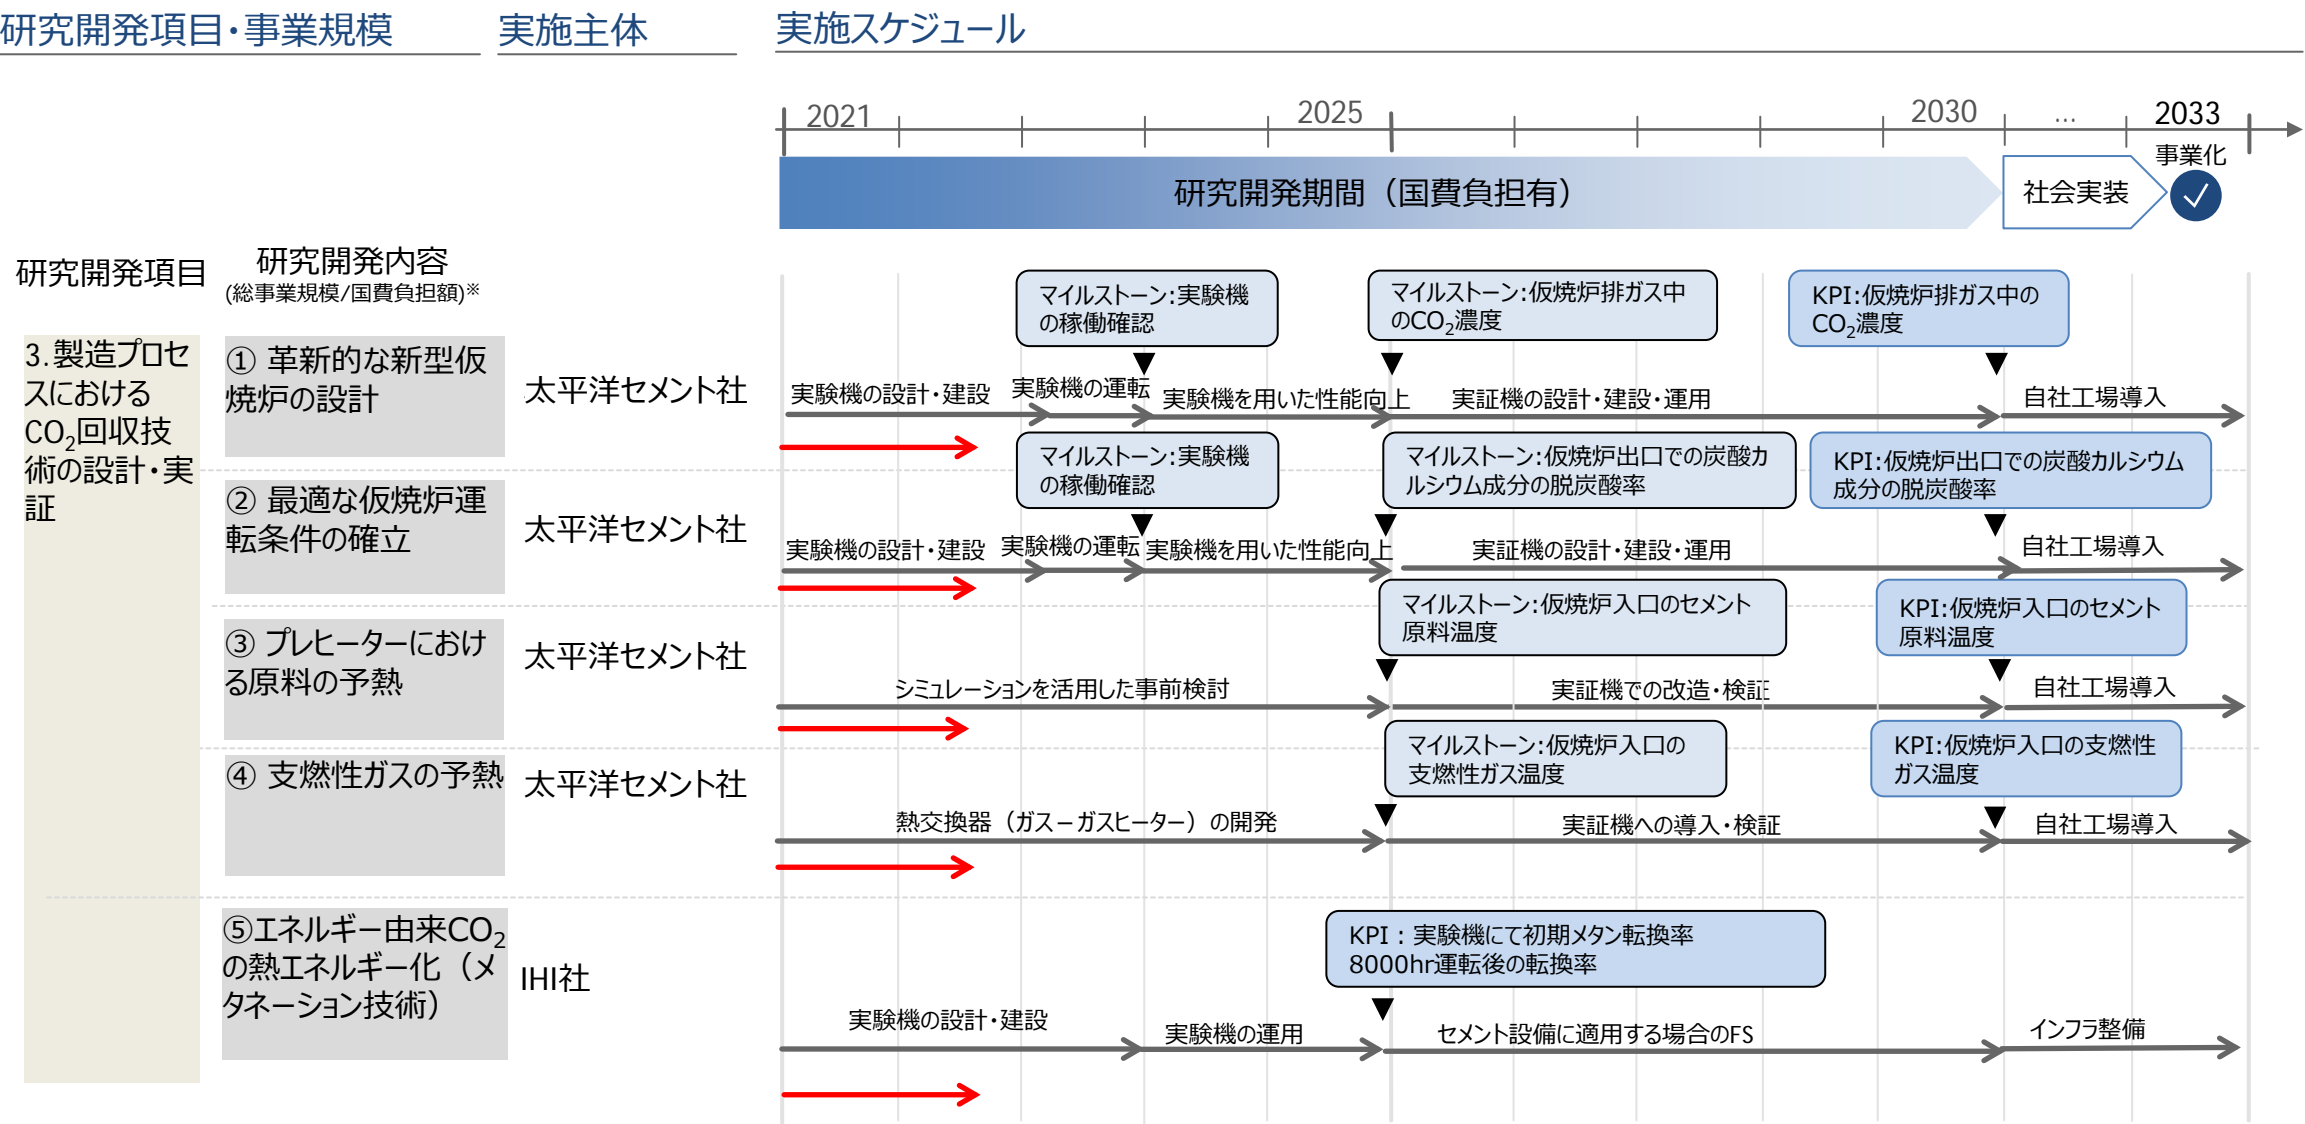 研究開発項目・事業規模
実施主体
実施スケジュール
2021
2025
2030
…
2033
事業化
研究開発期間（国費負担有）
社会実装
研究開発項目
研究開発内容
(総事業規模/国費負担額)※
3.製造プロセ
スにおける
CO2回収技
術の設計・実
証
① 革新的な新型仮
焼炉の設計
太平洋セメント社
マイルストーン:実験機
の稼働確認
マイルストーン:仮焼炉排ガス中
のCO2濃度
KPI:仮焼炉排ガス中の
CO2濃度
実験機の設計・建設
実験機の運転
実験機を用いた性能向上
実証機の設計・建設・運用
自社工場導入
② 最適な仮焼炉運
転条件の確立
太平洋セメント社
マイルストーン:実験機
の稼働確認
マイルストーン:仮焼炉出口での炭酸カ
ルシウム成分の脱炭酸率
KPI:仮焼炉出口での炭酸カルシウム
成分の脱炭酸率
実験機の設計・建設
実験機の運転
実験機を用いた性能向上
実証機の設計・建設・運用
自社工場導入
③ プレヒーターにおけ
る原料の予熱
太平洋セメント社
マイルストーン:仮焼炉入口のセメント
原料温度
KPI:仮焼炉入口のセメント
原料温度
シミュレーションを活用した事前検討
実証機での改造・検証
自社工場導入
④ 支燃性ガスの予熱
太平洋セメント社
マイルストーン:仮焼炉入口の
支燃性ガス温度
KPI:仮焼炉入口の支燃性
ガス温度
熱交換器（ガス－ガスヒーター）の開発
実証機への導入・検証
自社工場導入
⑤エネルギー由来CO2
の熱エネルギー化（メ
タネーション技術）
IHI社
KPI：実験機にて初期メタン転換率
8000hr運転後の転換率
実験機の設計・建設
実験機の運用
セメント設備に適用する場合のFS
インフラ整備